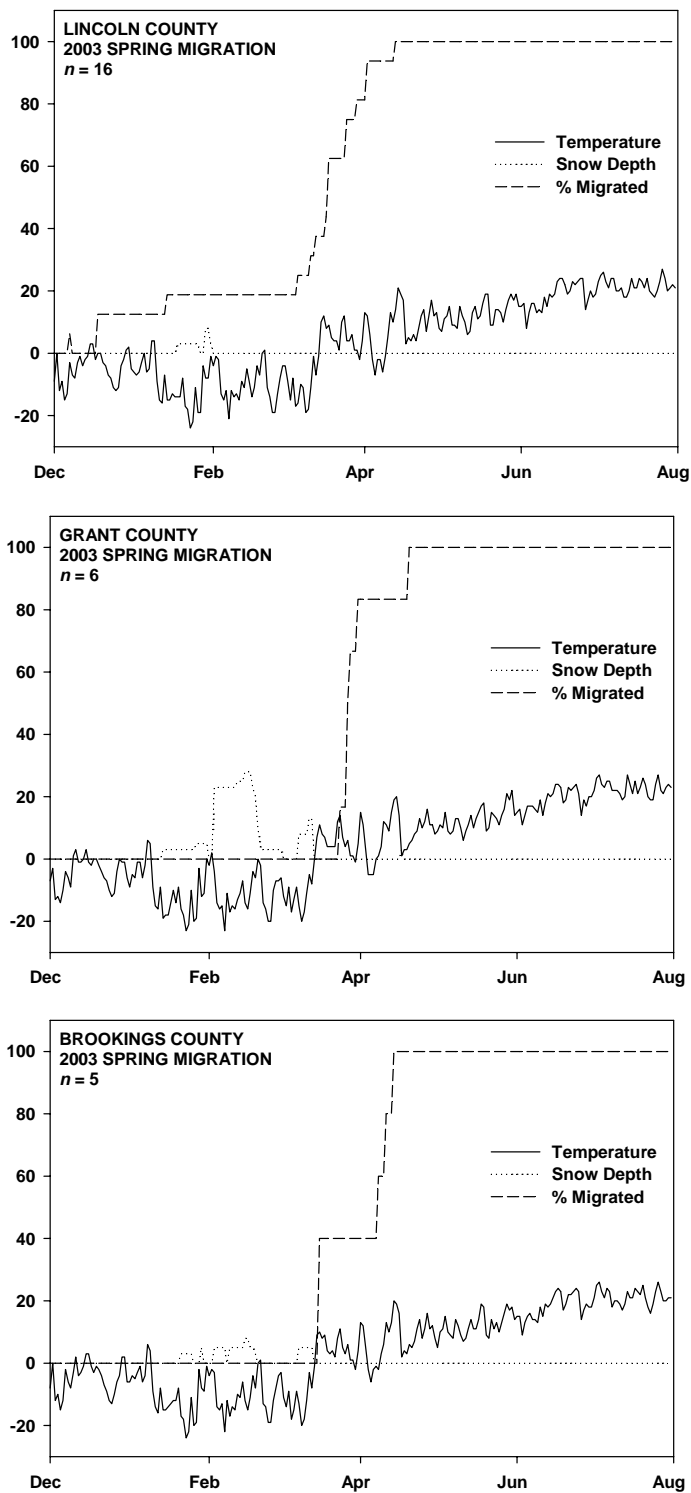 LINCOLN COUNTY
2003 SPRING MIGRATION
n = 16
100
80
60
40
20
0
-20
Temperature
Snow Depth
% Migrated
Dec Feb Apr Jun Aug
GRANT COUNTY
2003 SPRING MIGRATION
n = 6
100
80
60
40
20
0
-20
Temperature
Snow Depth
% Migrated
Dec Feb Apr Jun Aug
BROOKINGS COUNTY
2003 SPRING MIGRATION
n = 5
100
80
60
40
20
0
-20
Temperature
Snow Depth
% Migrated
Dec Feb Apr Jun Aug